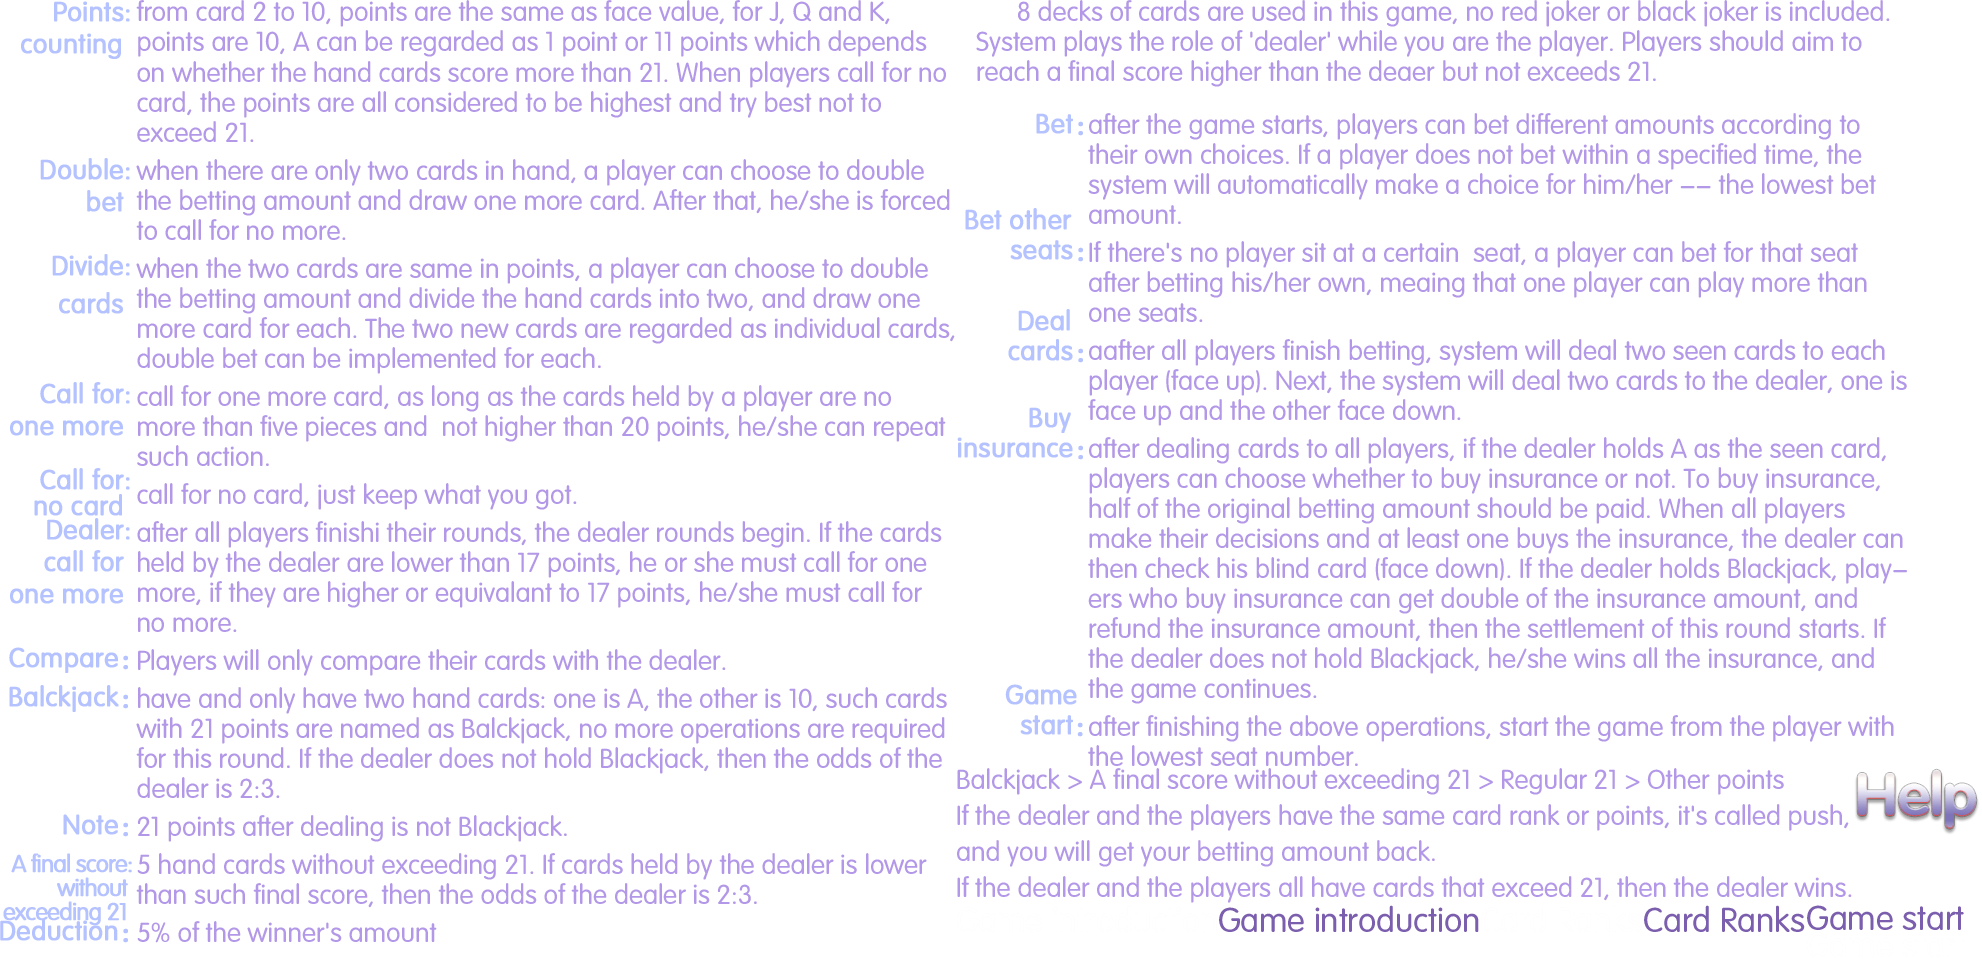 Points: from card 2 to 10, points are the same as face value, for J, Q and K,
counting points are 10, A can be regarded as 1 point or 11 points which depends
on whether the hand cards score more than 21. When players call for no
card, the points are all considered to be highest and try best not to
exceed 21.
Double: when there are only two cards in hand, a player can choose to double
bet the betting amount and draw one more card. After that, he/she is forced
to call for no more.
Divide: when the two cards are same in points, a player can choose to double
cards the betting amount and divide the hand cards into two, and draw one
more card for each. The two new cards are regarded as individual cards,
double bet can be implemented for each.
Call for: call for one more card, as long as the cards held by a player are no
one more more than five pieces and not higher than 20 points, he/she can repeat
such action.
Call for:
no card call for no card, just keep what you got.
Dealer: after all players finishi their rounds, the dealer rounds begin. If the cards
call for held by the dealer are lower than 17 points, he or she must call for one
one more more, if they are higher or equivalant to 17 points, he/she must call for
no more.
Compare: Players will only compare their cards with the dealer.
Balckjack: have and only have two hand cards: one is A, the other is 10, such cards
with 21 points are named as Balckjack, no more operations are required
for this round. If the dealer does not hold Blackjack, then the odds of the
dealer is 2:3.
Note: 21 points after dealing is not Blackjack.
A final score: 5 hand cards without exceeding 21. If cards held by the dealer is lower
without than such final score, then the odds of the dealer is 2:3.
exceeding 21
Deduction: 5% of the winner's amount
8 decks of cards are used in this game, no red joker or black joker is included.
System plays the role of 'dealer' while you are the player. Players should aim to
reach a final score higher than the deaer but not exceeds 21.
Bet: after the game starts, players can bet different amounts according to
their own choices. If a player does not bet within a specified time, the
system will automatically make a choice for him/her -- the lowest bet
amount.
Bet other
seats: If there's no player sit at a certain seat, a player can bet for that seat
after betting his/her own, meaing that one player can play more than
one seats.
Deal
cards: aafter all players finish betting, system will deal two seen cards to each
player (face up). Next, the system will deal two cards to the dealer, one is
face up and the other face down.
Buy
insurance: after dealing cards to all players, if the dealer holds A as the seen card,
players can choose whether to buy insurance or not. To buy insurance,
half of the original betting amount should be paid. When all players
make their decisions and at least one buys the insurance, the dealer can
then check his blind card (face down). If the dealer holds Blackjack, play-
ers who buy insurance can get double of the insurance amount, and
refund the insurance amount, then the settlement of this round starts. If
the dealer does not hold Blackjack, he/she wins all the insurance, and
the game continues.
Game
start: after finishing the above operations, start the game from the player with
the lowest seat number.
Balckjack > A final score without exceeding 21 > Regular 21 > Other points
If the dealer and the players have the same card rank or points, it's called push,
and you will get your betting amount back.
If the dealer and the players all have cards that exceed 21, then the dealer wins.
Help
Game introduction
Card Ranks
Game start